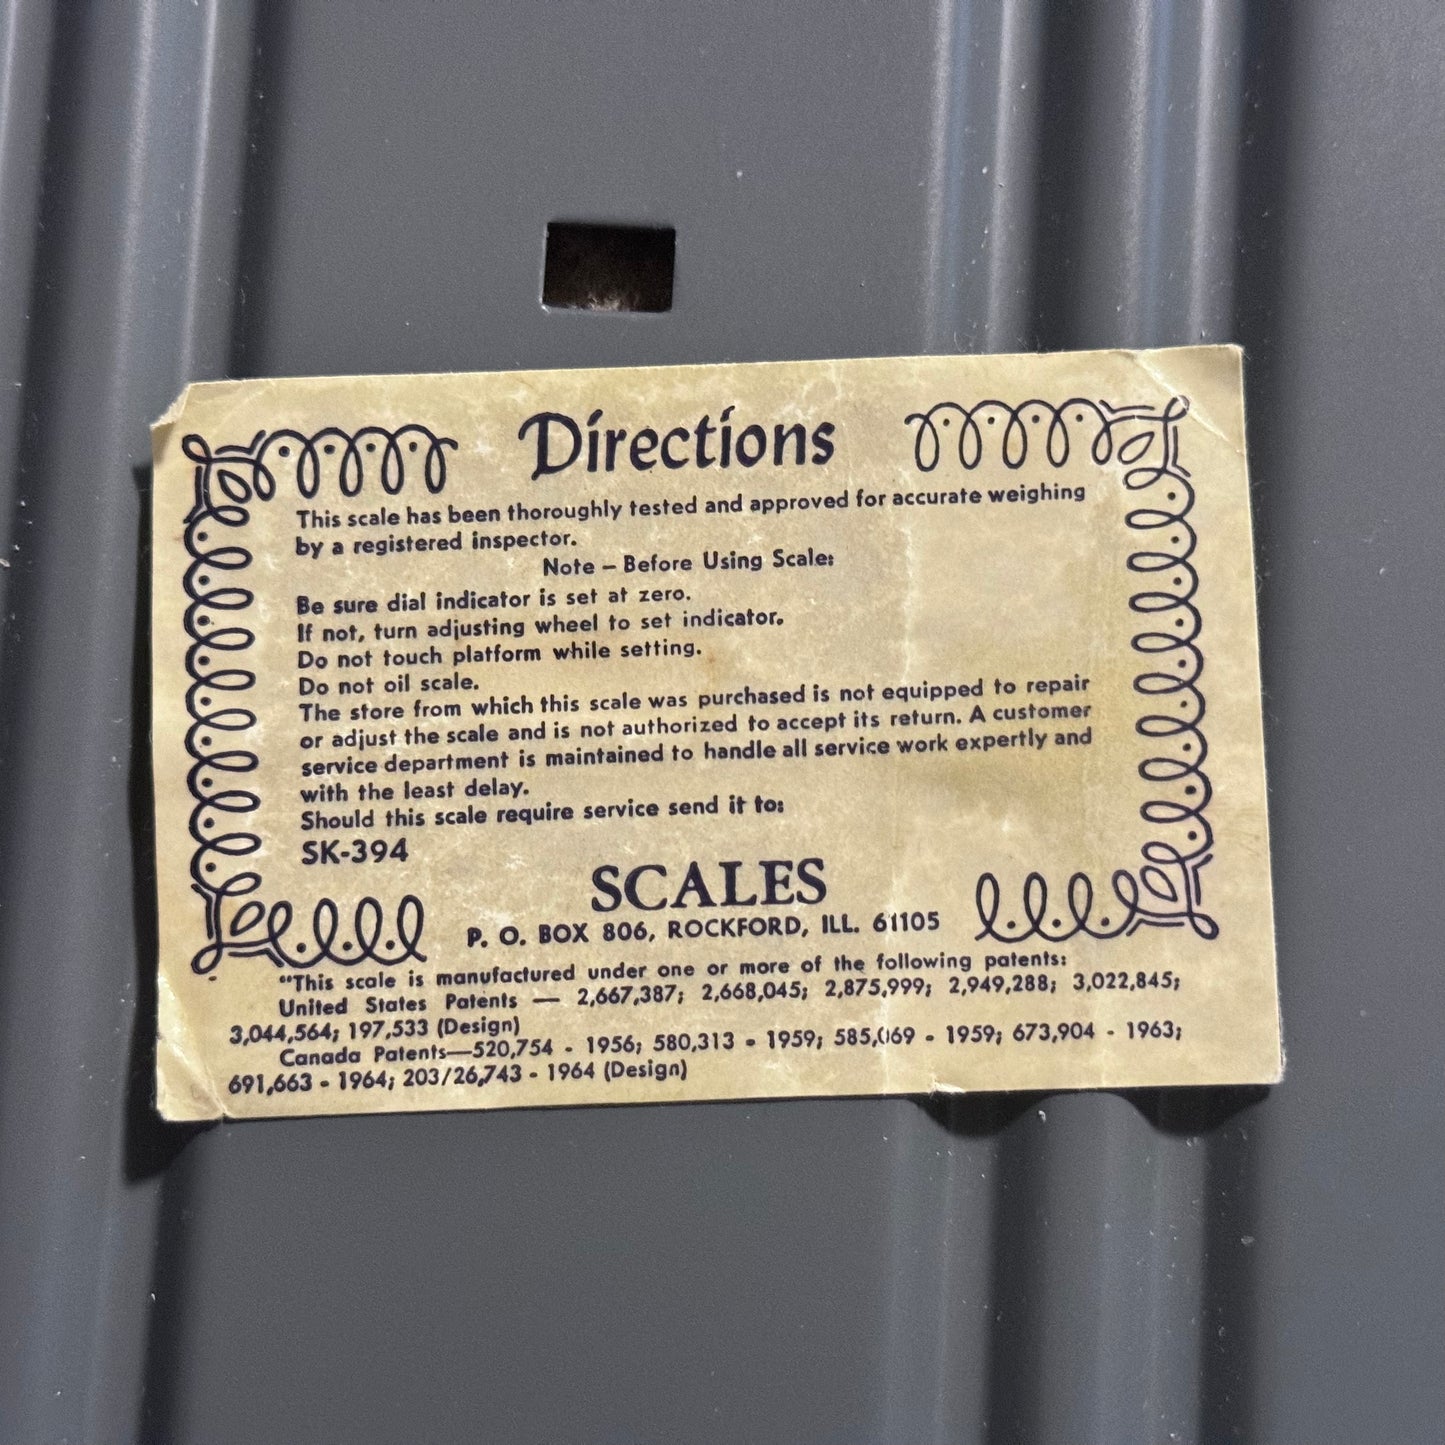 Directions
This scale has been thoroughly tested and approved for accurate weighing
by a registered inspector.
Note – Before Using Scale:
Be sure dial indicator is set at zero.
If not, turn adjusting wheel to set indicator.
Do not touch platform while setting.
Do not oil scale.
The store from which this scale was purchased is not equipped to repair
or adjust the scale and is not authorized to accept its return. A customer
service department is maintained to handle all service work expertly and
with the least delay.
Should this scale require service send it to:
SK-394
SCALES
P. O. BOX 806, ROCKFORD, ILL. 61105
"This scale is manufactured under one or more of the following patents:
United States Patents — 2,667,387; 2,668,045; 2,875,999; 2,949,288; 3,022,845;
3,044,564; 197,533 (Design)
Canada Patents—520,754 - 1956; 580,313 - 1959; 585,069 - 1959; 673,904 - 1963;
691,663 - 1964; 203/26,743 - 1964 (Design)